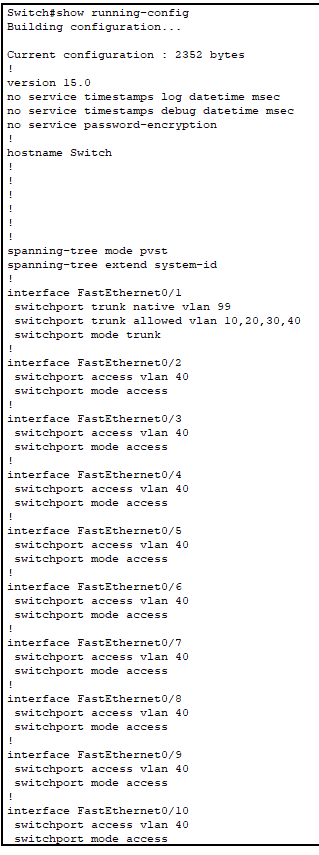 Switch#show running-config
Building configuration...
Current configuration : 2352 bytes
!
version 15.0
no service timestamps log datetime msec
no service timestamps debug datetime msec
no service password-encryption
!
hostname Switch
!
!
!
!
!
!
spanning-tree mode pvst
spanning-tree extend system-id
!
interface FastEthernet0/1
switchport trunk native vlan 99
switchport trunk allowed vlan 10,20,30,40
switchport mode trunk
!
interface FastEthernet0/2
switchport access vlan 40
switchport mode access
!
interface FastEthernet0/3
switchport access vlan 40
switchport mode access
!
interface FastEthernet0/4
switchport access vlan 40
switchport mode access
!
interface FastEthernet0/5
switchport access vlan 40
switchport mode access
!
interface FastEthernet0/6
switchport access vlan 40
switchport mode access
!
interface FastEthernet0/7
switchport access vlan 40
switchport mode access
!
interface FastEthernet0/8
switchport access vlan 40
switchport mode access
!
interface FastEthernet0/9
switchport access vlan 40
switchport mode access
!
interface FastEthernet0/10
switchport access vlan 40
switchport mode access